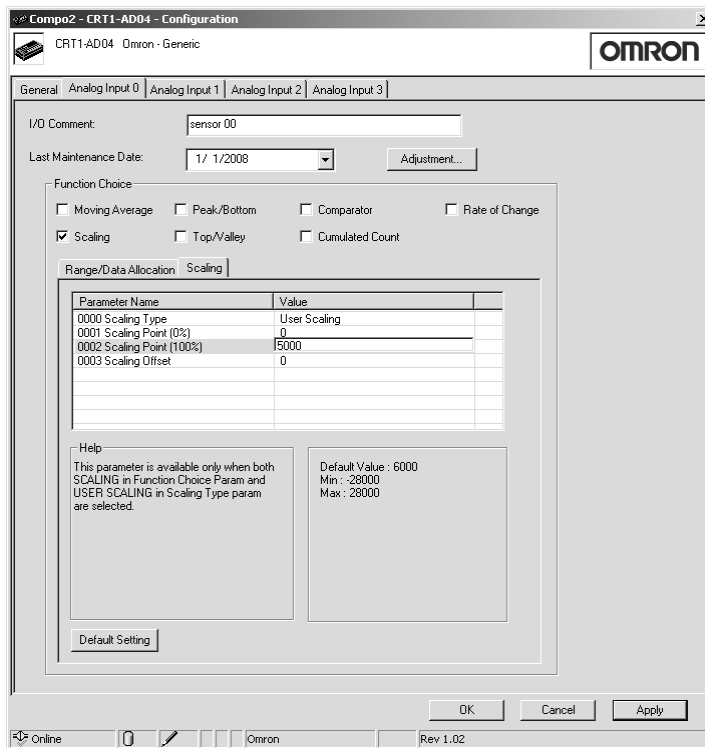 Compo2 - CRT1-AD04 - Configuration
CRT1-AD04 Omron - Generic
OMRON
General Analog Input 0 Analog Input 1 Analog Input 2 Analog Input 3
I/O Comment: sensor 00
Last Maintenance Date: 1/ 1/2008 Adjustment...
Function Choice
Moving Average Peak/Bottom Comparator Rate of Change
Scaling Top/Valley Cumulated Count
Range/Data Allocation Scaling
Parameter Name Value
0000 Scaling Type User Scaling
0001 Scaling Point (0%) 0
0002 Scaling Point (100%) 5000
0003 Scaling Offset 0
Help
This parameter is available only when both
SCALING in Function Choice Param and
USER SCALING in Scaling Type param
are selected.
Default Value : 6000
Min : -28000
Max : 28000
Default Setting
OK Cancel Apply
Online Omron Rev 1.02